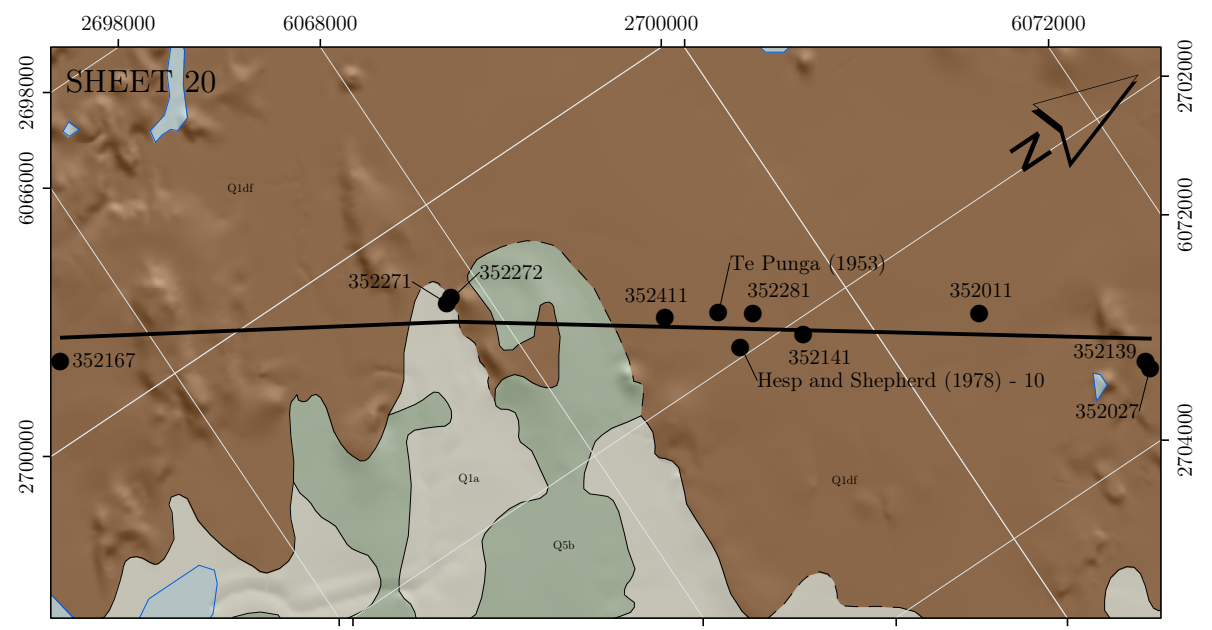 2698000 6068000 2700000 6072000
2698000
2702000
SHEET 20
N
6066000
Q1df
6072000
Te Punga (1953)
352271
352272
352411
352281
352011
352167
352141
352139
Hesp and Shepherd (1978) - 10
352027
2700000
2704000
Q1a
Q1df
Q5b